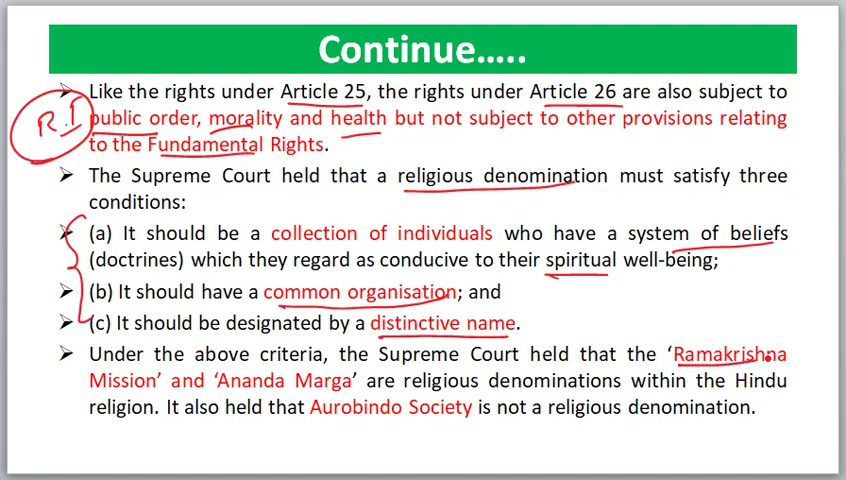 Continue.....
➤ Like the rights under Article 25, the rights under Article 26 are also subject to
R.I
public order, morality and health but not subject to other provisions relating
to the Fundamental Rights.
➤ The Supreme Court held that a religious denomination must satisfy three
conditions:
➤ (a) It should be a collection of individuals who have a system of beliefs
(doctrines) which they regard as conducive to their spiritual well-being;
➤ (b) It should have a common organisation; and
➤ (c) It should be designated by a distinctive name.
➤ Under the above criteria, the Supreme Court held that the ‘Ramakrishna
Mission’ and ‘Ananda Marga’ are religious denominations within the Hindu
religion. It also held that Aurobindo Society is not a religious denomination.